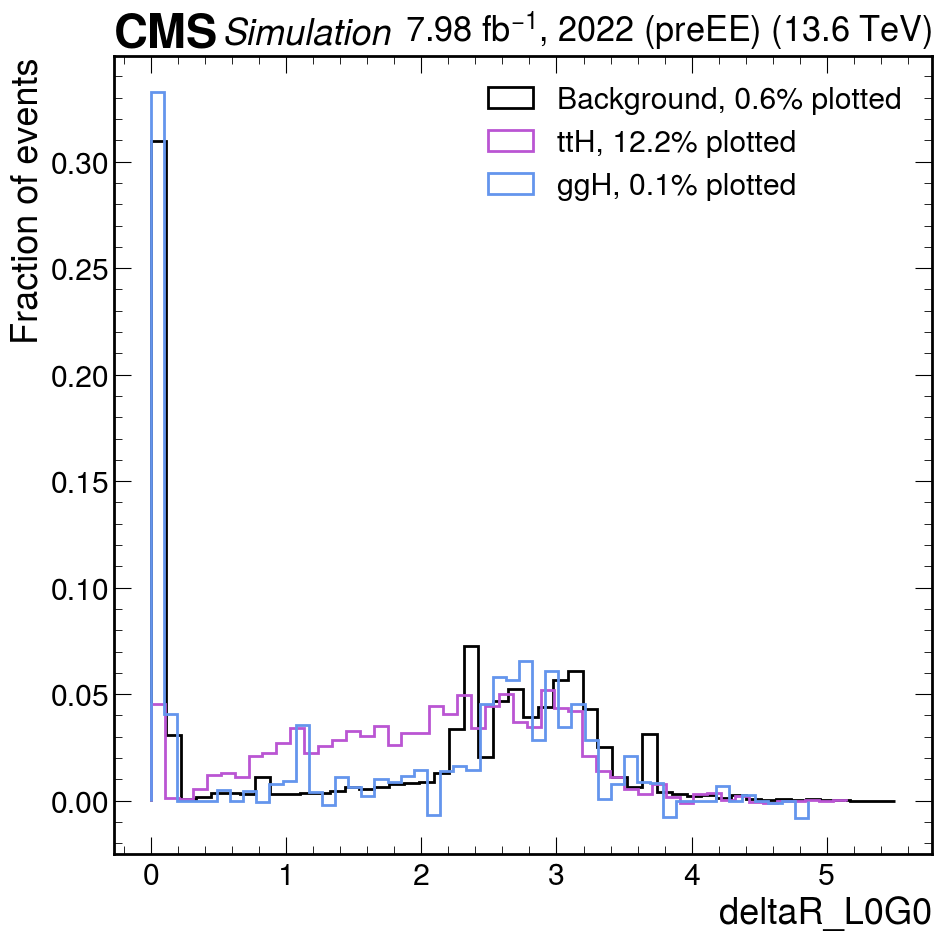 CMS Simulation 7.98 fb⁻¹, 2022 (preEE) (13.6 TeV)
Fraction of events
Background, 0.6% plotted
ttH, 12.2% plotted
ggH, 0.1% plotted
0.30
0.25
0.20
0.15
0.10
0.05
0.00
0 1 2 3 4 5
deltaR_L0G0